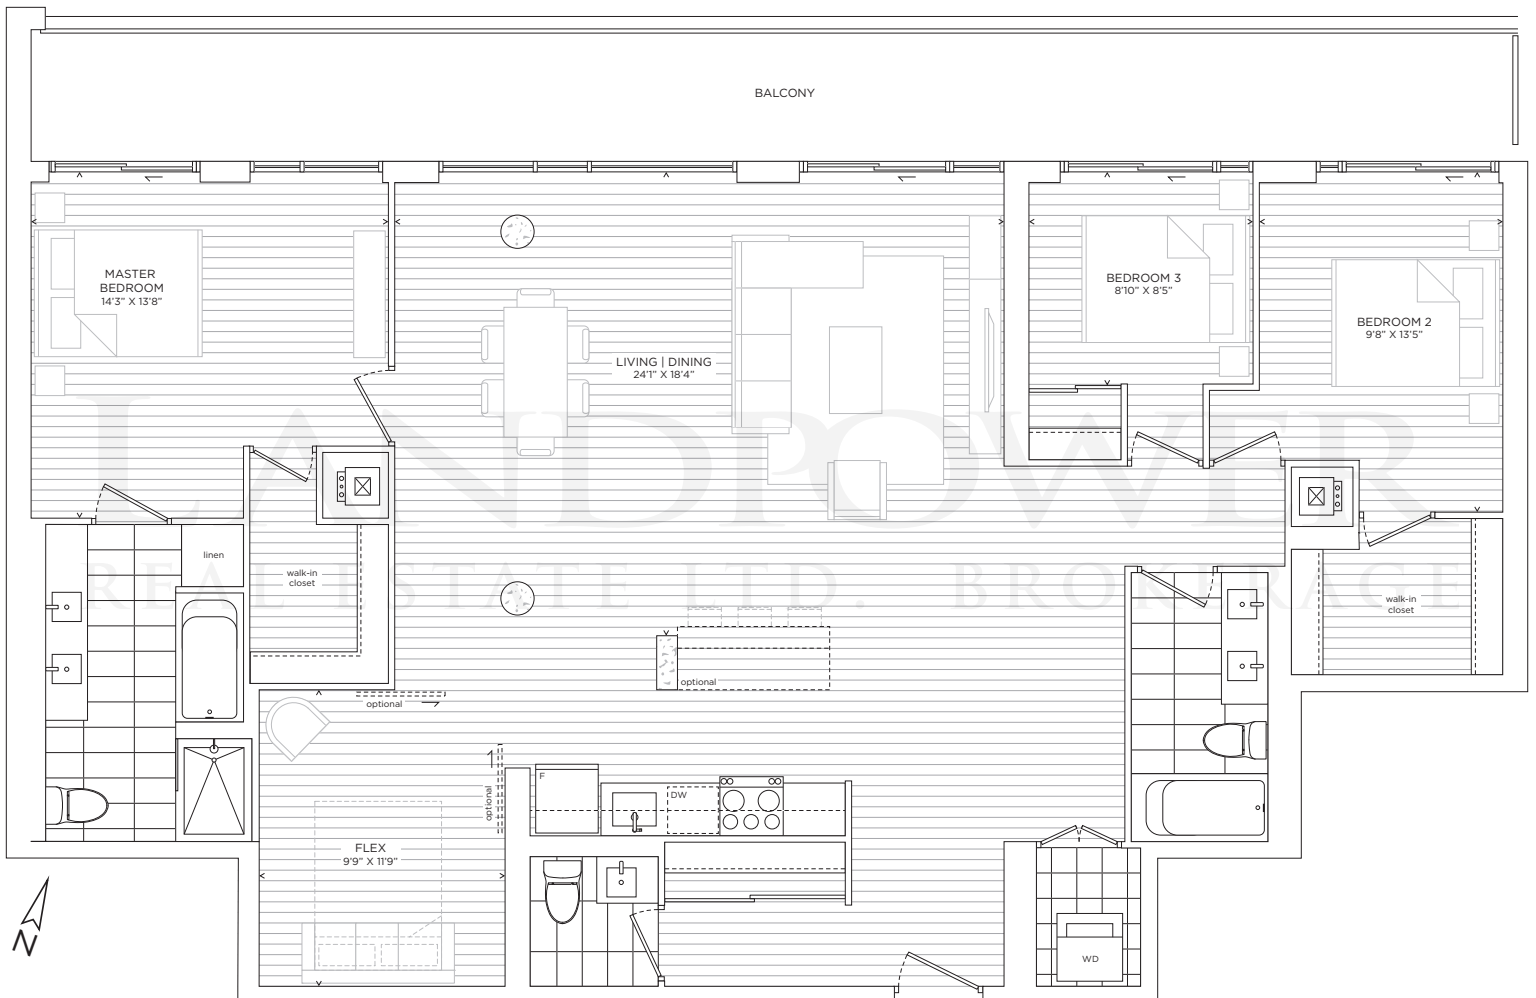 BALCONY
MASTER
BEDROOM
14'3" X 13'8"
LIVING | DINING
24'1" X 18'4"
BEDROOM 3
8'10" X 8'5"
BEDROOM 2
9'8" X 13'5"
LANDPOWER
REAL ESTATE LTD. BROKERAGE
linen
walk-in
closet
walk-in
closet
optional
optional
optional
F
DW
FLEX
9'9" X 11'9"
WD
N